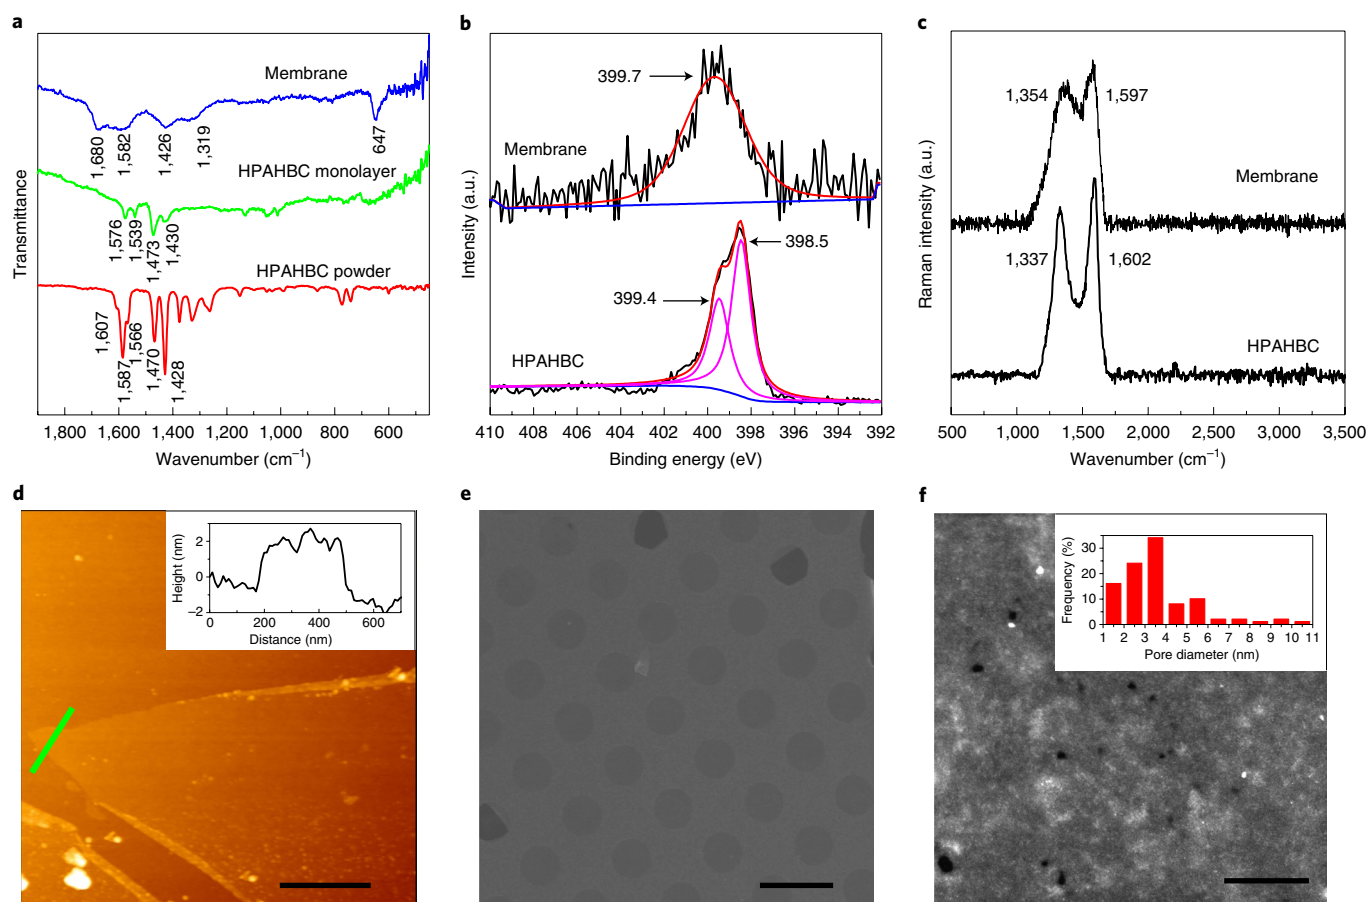 a
Membrane
1,680
1,582
1,426
1,319
647
HPAHBC monolayer
1,576
1,539
1,473
1,430
HPAHBC powder
1,607
1,587
1,566
1,470
1,428
Transmittance
1,800 1,600 1,400 1,200 1,000 800 600
Wavenumber (cm⁻¹)
b
399.7
Membrane
398.5
399.4
HPAHBC
Intensity (a.u.)
410 408 406 404 402 400 398 396 394 392
Binding energy (eV)
c
1,354 1,597
Membrane
1,337 1,602
HPAHBC
Raman intensity (a.u.)
500 1,000 1,500 2,000 2,500 3,000 3,500
Wavenumber (cm⁻¹)
d
Height (nm)
2
0
−2
0 200 400 600
Distance (nm)
e
f
Frequency (%)
30
20
10
0
1 2 3 4 5 6 7 8 9 10 11
Pore diameter (nm)